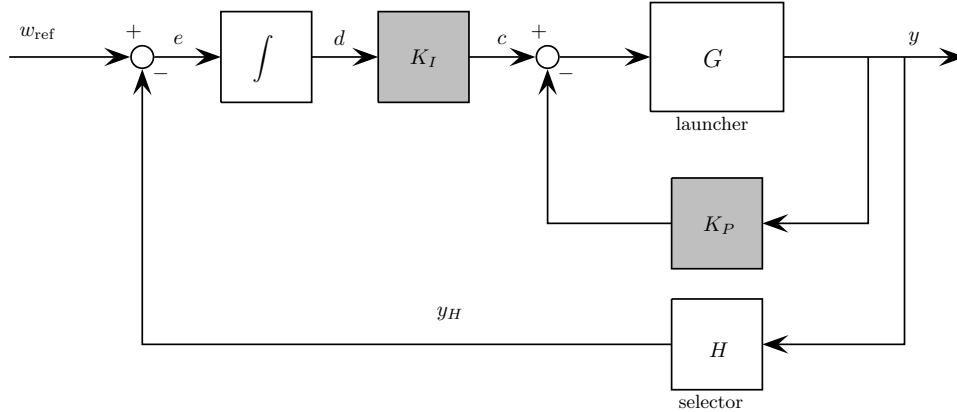 w_ref
+
−
e
∫
d
K_I
c
+
−
G
launcher
y
K_P
y_H
H
selector